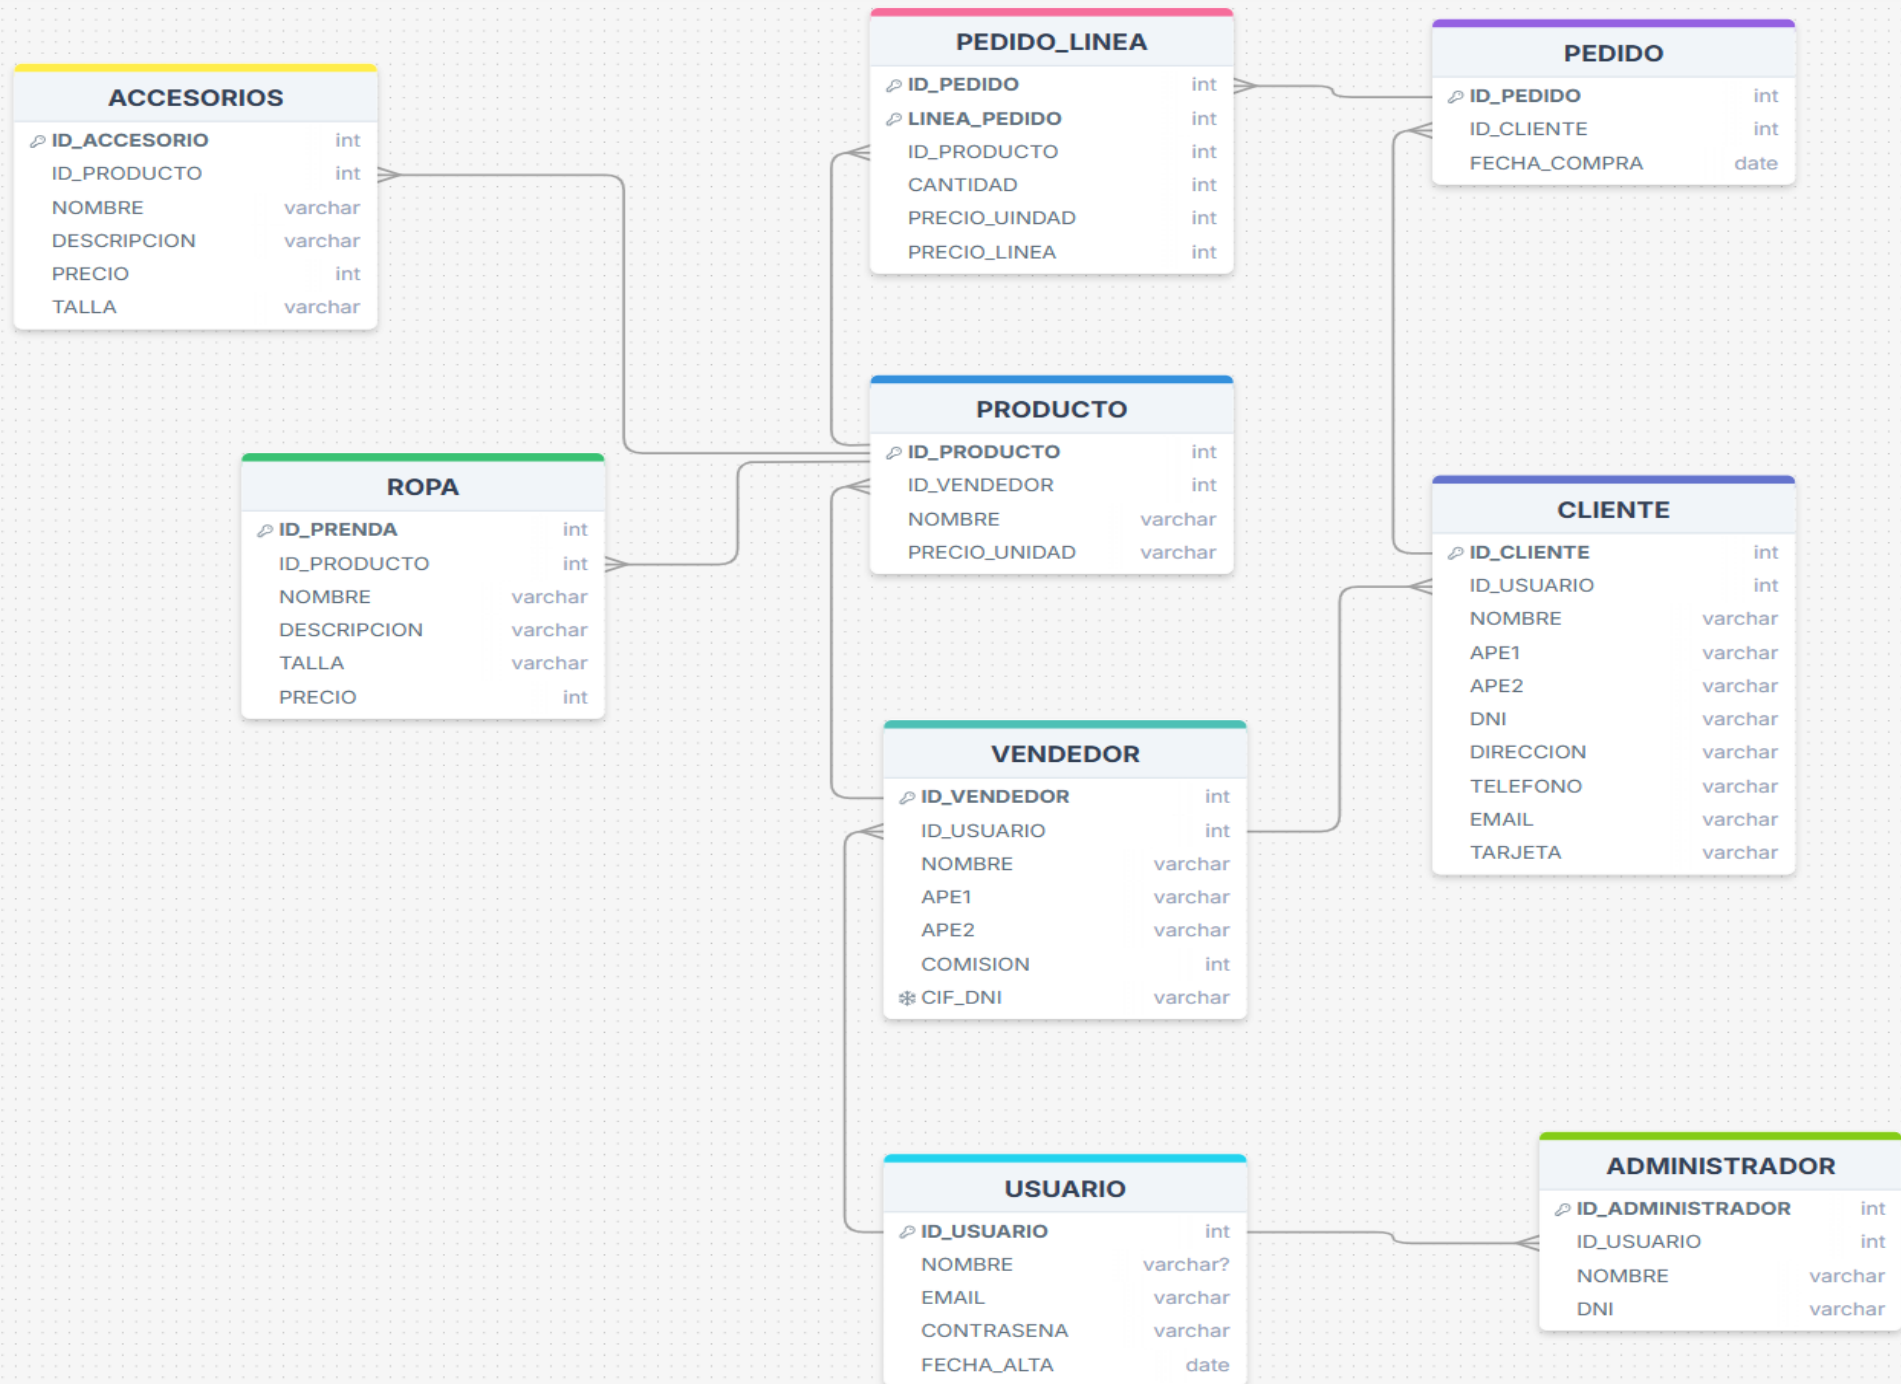 ACCESORIOS
ID_ACCESORIO int
ID_PRODUCTO int
NOMBRE varchar
DESCRIPCION varchar
PRECIO int
TALLA varchar
PEDIDO_LINEA
ID_PEDIDO int
LINEA_PEDIDO int
ID_PRODUCTO int
CANTIDAD int
PRECIO_UINDAD int
PRECIO_LINEA int
PEDIDO
ID_PEDIDO int
ID_CLIENTE int
FECHA_COMPRA date
ROPA
ID_PRENDA int
ID_PRODUCTO int
NOMBRE varchar
DESCRIPCION varchar
TALLA varchar
PRECIO int
PRODUCTO
ID_PRODUCTO int
ID_VENDEDOR int
NOMBRE varchar
PRECIO_UNIDAD varchar
CLIENTE
ID_CLIENTE int
ID_USUARIO int
NOMBRE varchar
APE1 varchar
APE2 varchar
DNI varchar
DIRECCION varchar
TELEFONO varchar
EMAIL varchar
TARJETA varchar
VENDEDOR
ID_VENDEDOR int
ID_USUARIO int
NOMBRE varchar
APE1 varchar
APE2 varchar
COMISION int
CIF_DNI varchar
USUARIO
ID_USUARIO int
NOMBRE varchar?
EMAIL varchar
CONTRASENA varchar
FECHA_ALTA date
ADMINISTRADOR
ID_ADMINISTRADOR int
ID_USUARIO int
NOMBRE varchar
DNI varchar